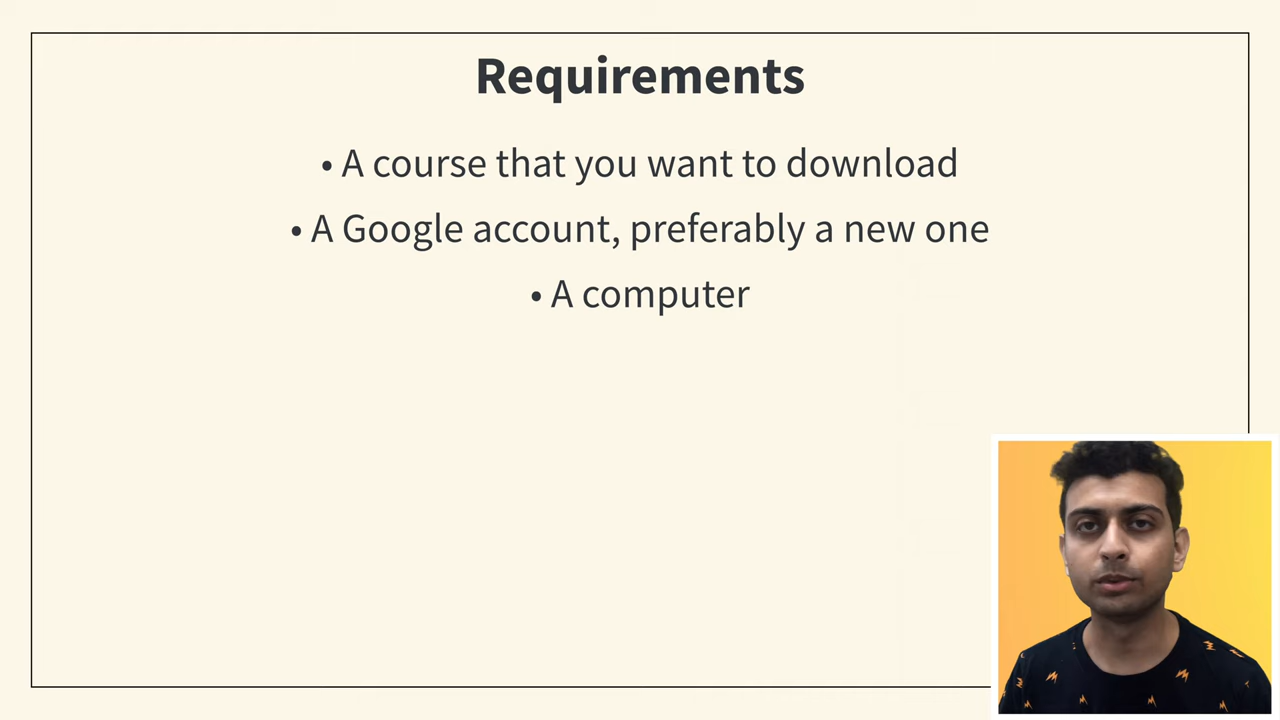 Requirements
• A course that you want to download
• A Google account, preferably a new one
• A computer